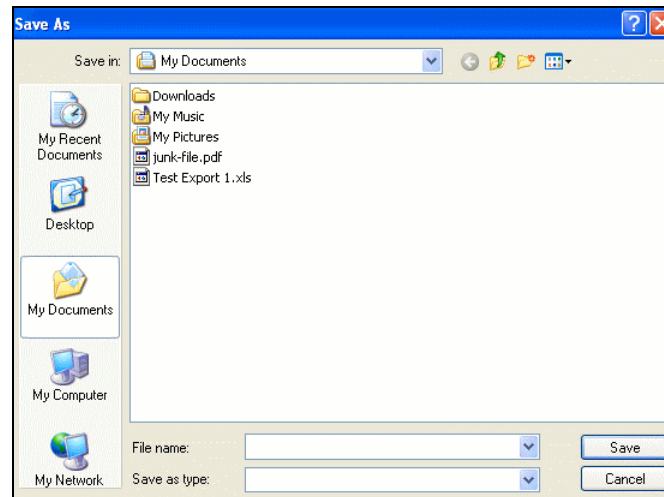 Save As
Save in: My Documents
Downloads
My Music
My Pictures
junk-file.pdf
Test Export 1.xls
My Recent
Documents
Desktop
My Documents
My Computer
My Network
File name: Save
Save as type: Cancel